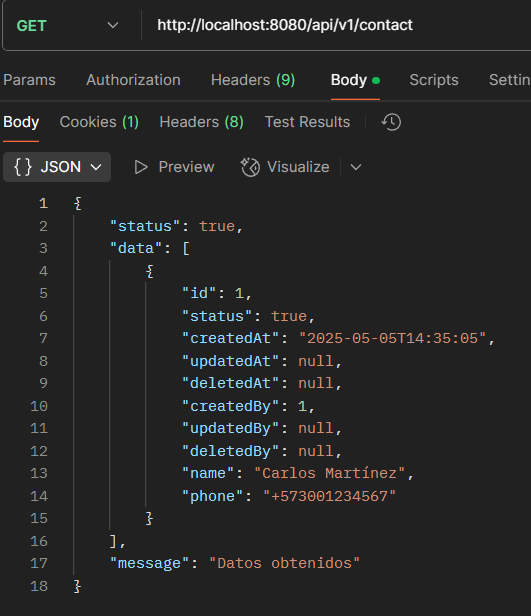 GET http://localhost:8080/api/v1/contact
Params Authorization Headers (9) Body Scripts Settin
Body Cookies (1) Headers (8) Test Results
{} JSON Preview Visualize
1 {
2 "status": true,
3 "data": [
4 {
5 "id": 1,
6 "status": true,
7 "createdAt": "2025-05-05T14:35:05",
8 "updatedAt": null,
9 "deletedAt": null,
10 "createdBy": 1,
11 "updatedBy": null,
12 "deletedBy": null,
13 "name": "Carlos Martínez",
14 "phone": "+573001234567"
15 }
16 ],
17 "message": "Datos obtenidos"
18 }